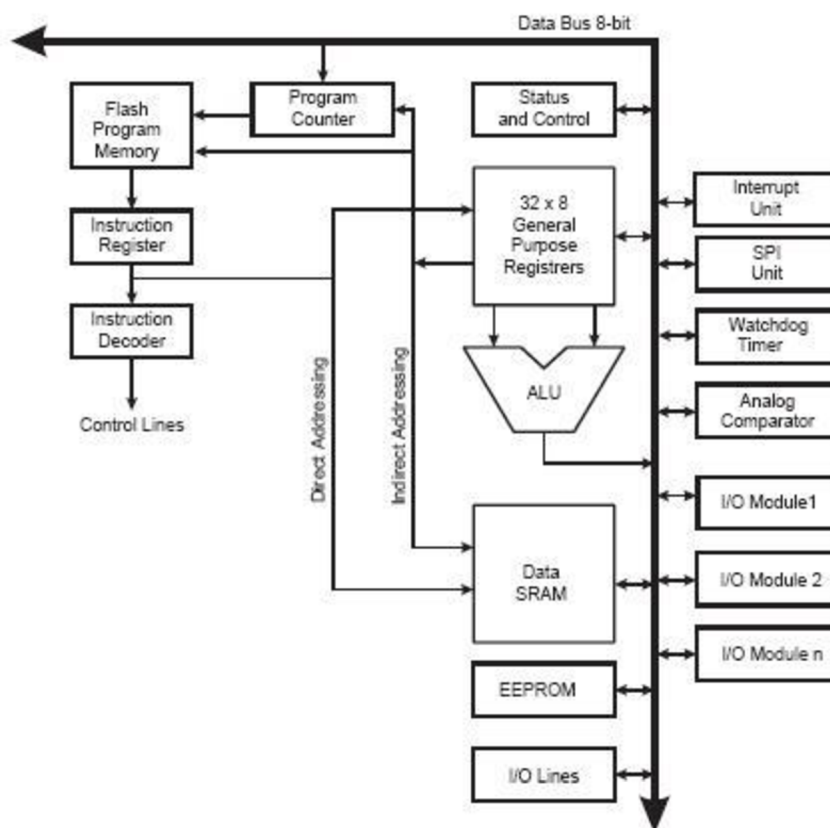 Data Bus 8-bit
Flash
Program
Memory
Program
Counter
Status
and Control
32 x 8
General
Purpose
Registrers
Interrupt
Unit
Instruction
Register
SPI
Unit
Instruction
Decoder
Watchdog
Timer
ALU
Analog
Comparator
Control Lines
Direct Addressing
Indirect Addressing
I/O Module1
Data
SRAM
I/O Module 2
I/O Module n
EEPROM
I/O Lines